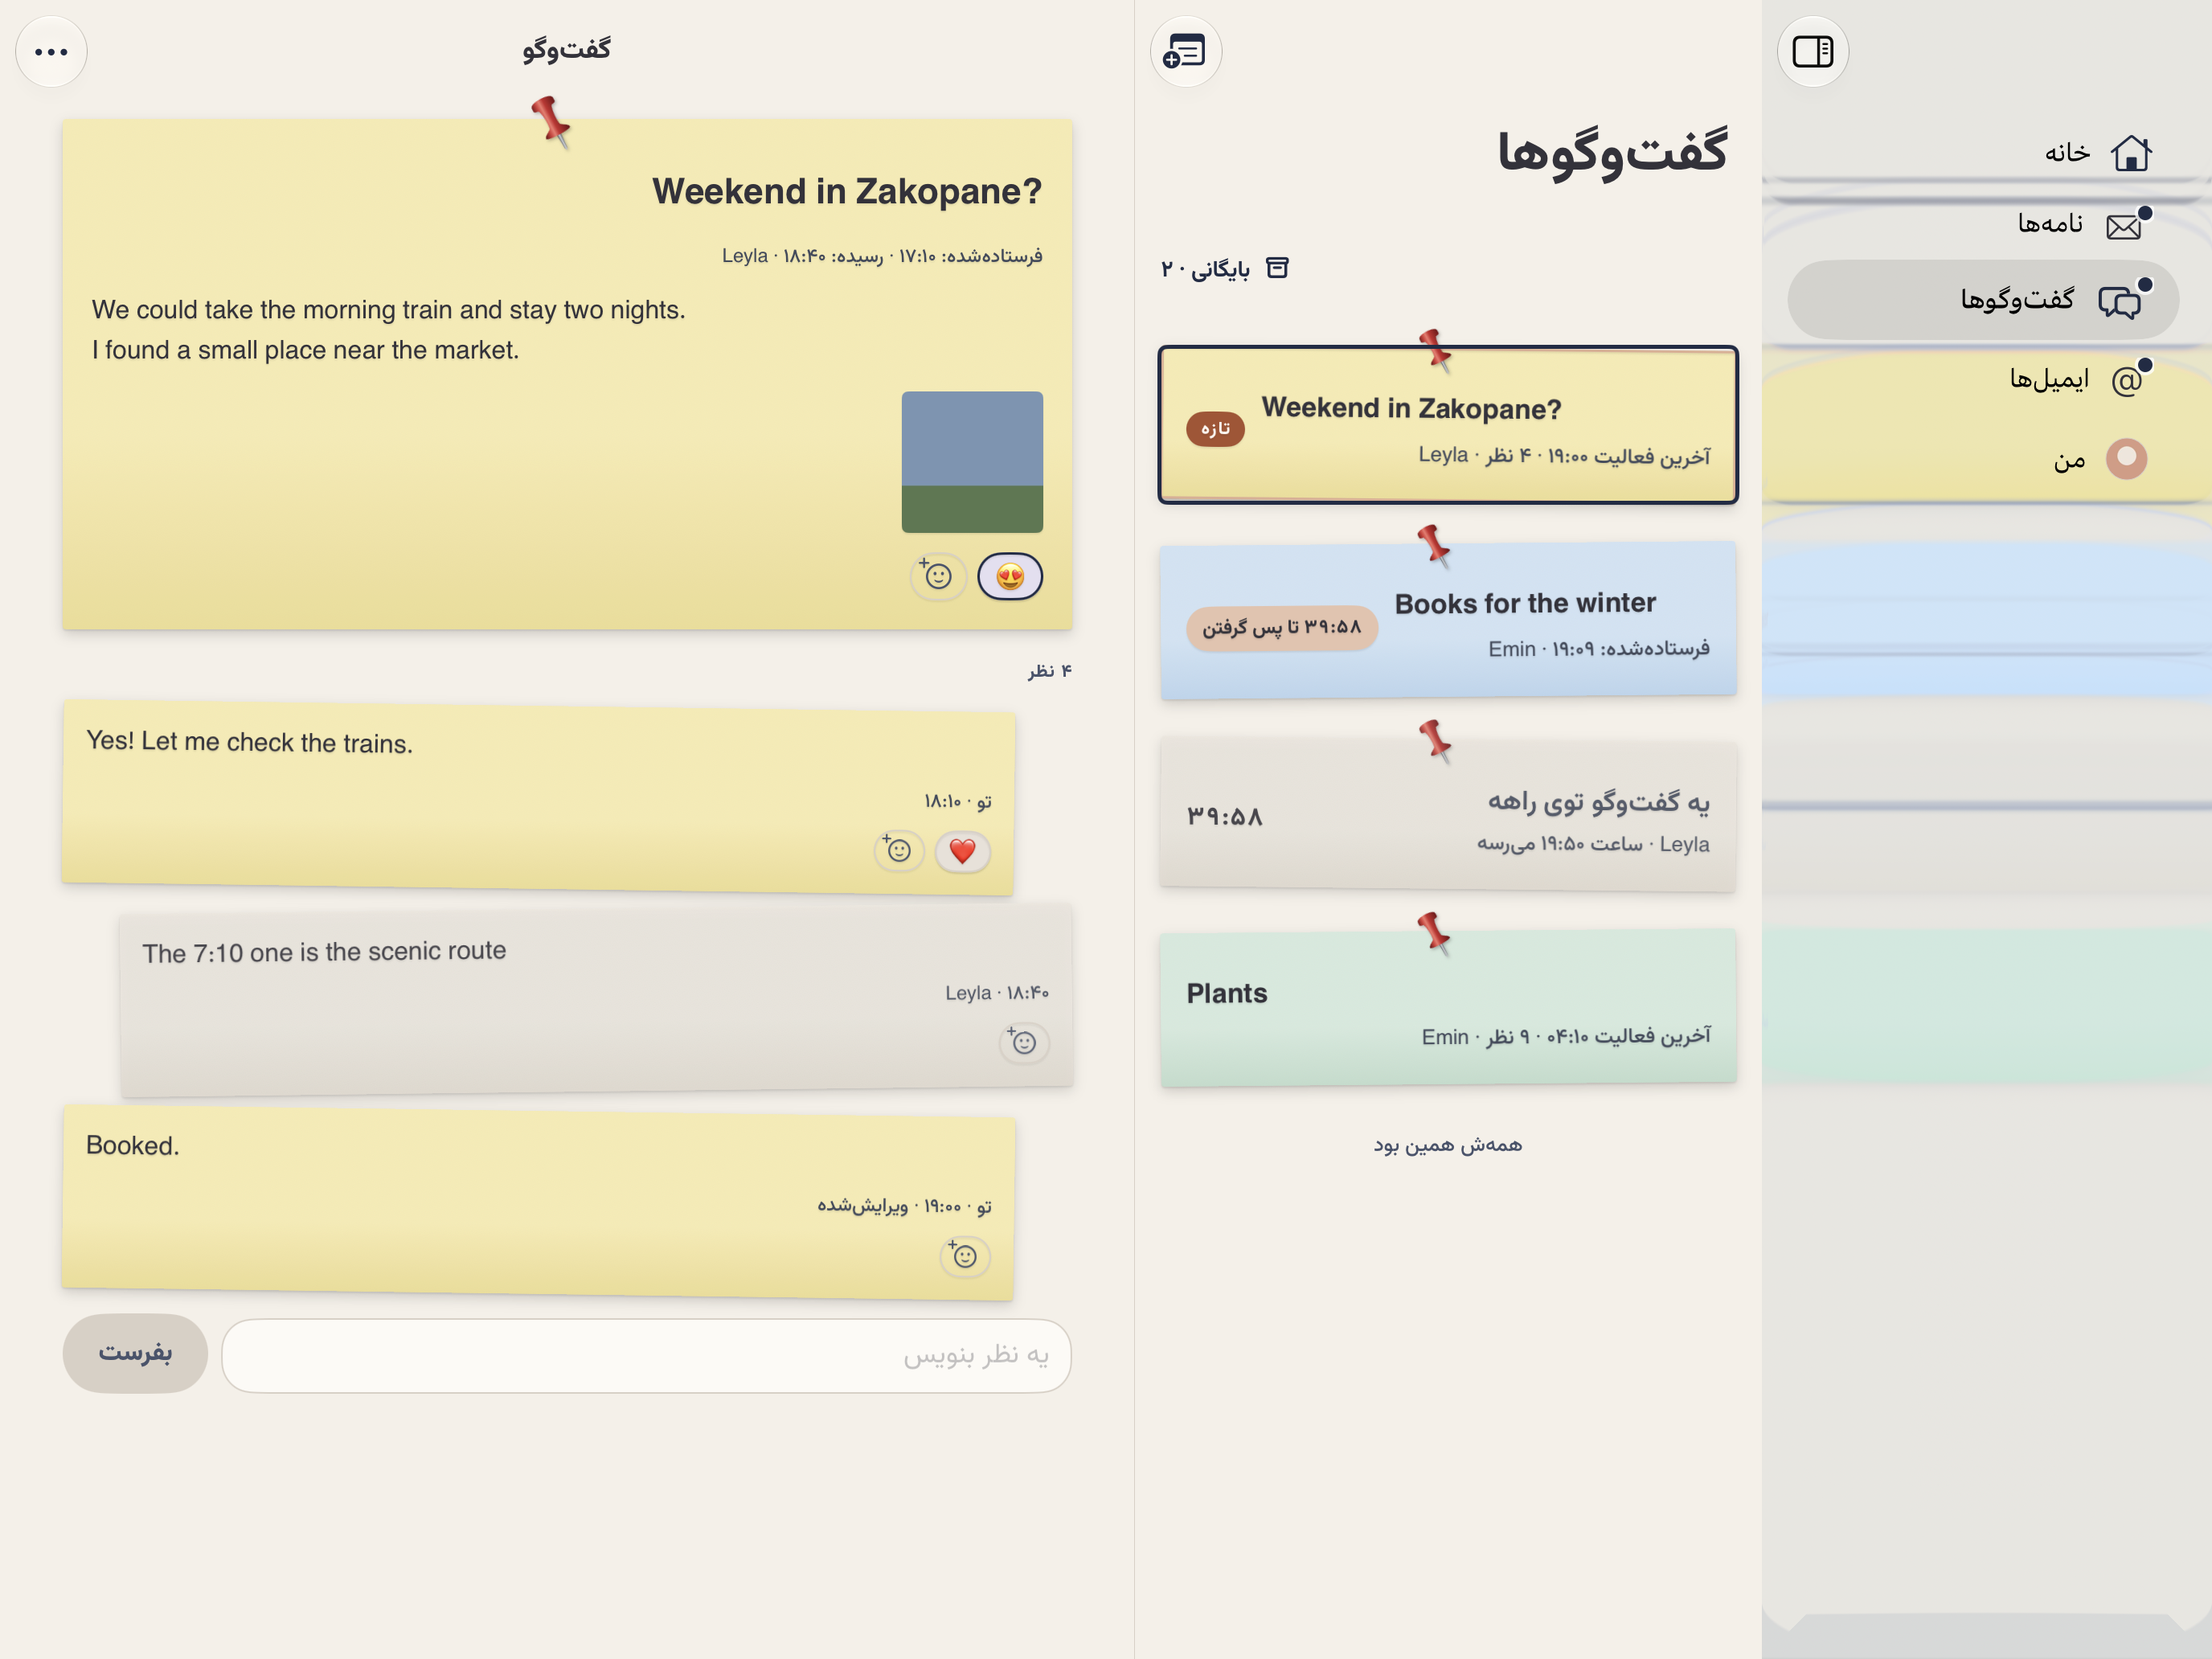 خانه
نامه‌ها
گفت‌وگوها
@ ایمیل‌ها
من
گفت‌وگوها
بایگانی · ۲
Weekend in Zakopane?
تازه
آخرین فعالیت ۱۹:۰۰ · ۴ نظر · Leyla
Books for the winter
۳۹:۵۸ تا پس گرفتن
فرستاده‌شده: ۱۹:۰۹ · Emin
یه گفت‌وگو توی راهه
۳۹:۵۸
Leyla · ساعت ۱۹:۵۰ می‌رسه
Plants
آخرین فعالیت ۰۴:۱۰ · ۹ نظر · Emin
همه‌ش همین بود
گفت‌وگو
Weekend in Zakopane?
فرستاده‌شده: ۱۷:۱۰ · رسیده: ۱۸:۴۰ · Leyla
We could take the morning train and stay two nights.
I found a small place near the market.
۴ نظر
Yes! Let me check the trains.
تو · ۱۸:۱۰
The 7:10 one is the scenic route
Leyla · ۱۸:۴۰
Booked.
تو · ۱۹:۰۰ · ویرایش‌شده
یه نظر بنویس
بفرست